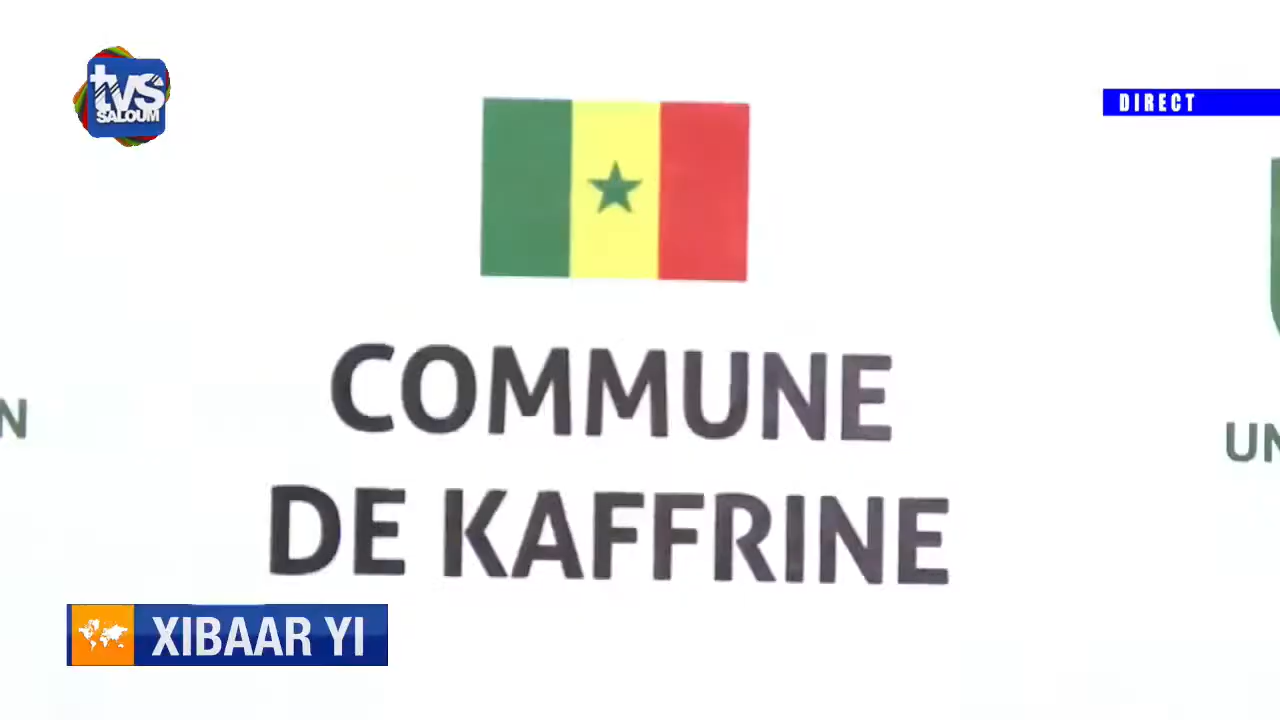 tvs
SALOUM
DIRECT
COMMUNE
DE KAFFRINE
XIBAAR YI